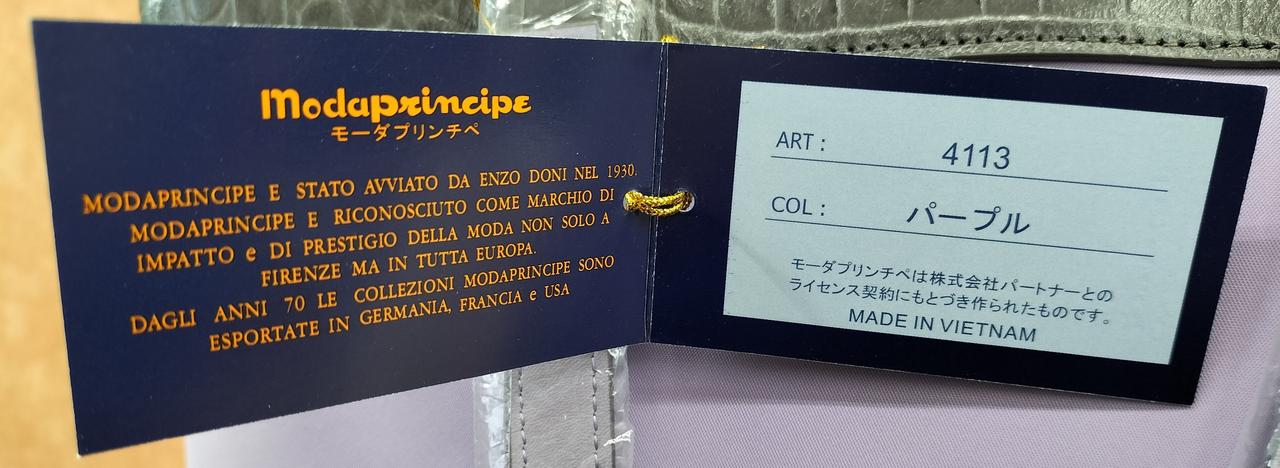 Modaprincipe
モーダプリンチペ
MODAPRINCIPE E STATO AVVIATO DA ENZO DONI NEL 1930.
MODAPRINCIPE E RICONOSCIUTO COME MARCHIO DI
IMPATTO e DI PRESTIGIO DELLA MODA NON SOLO A
FIRENZE MA IN TUTTA EUROPA.
DAGLI ANNI 70 LE COLLEZIONI MODAPRINCIPE SONO
ESPORTATE IN GERMANIA, FRANCIA e USA
ART : 4113
COL : パープル
モーダプリンチペは株式会社パートナーとの
ライセンス契約にもとづき作られたものです。
MADE IN VIETNAM